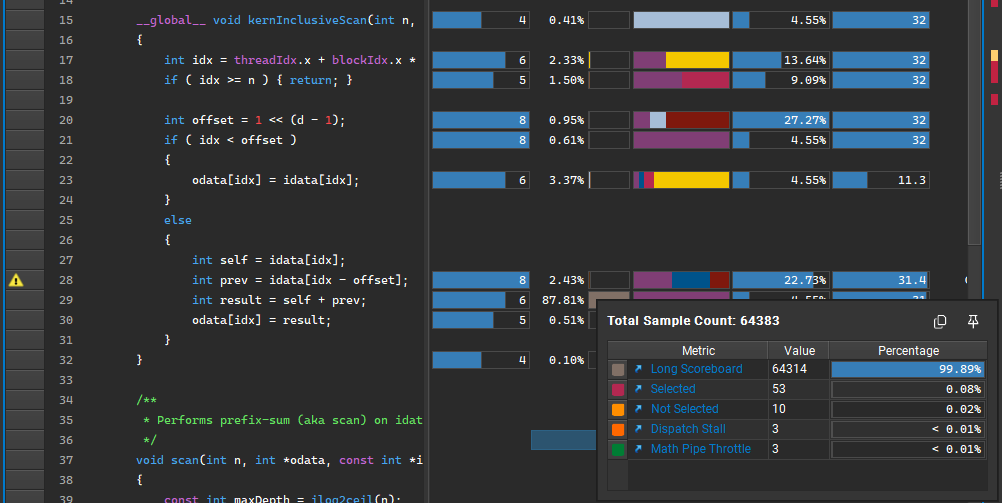 14
15 __global__ void kernInclusiveScan(int n, 4 0.41% 4.55% 32
16 {
17 int idx = threadIdx.x + blockIdx.x * 6 2.33% 13.64% 32
18 if ( idx >= n ) { return; } 5 1.50% 9.09% 32
19
20 int offset = 1 << (d - 1); 8 0.95% 27.27% 32
21 if ( idx < offset ) 8 0.61% 4.55% 32
22 {
23 odata[idx] = idata[idx]; 6 3.37% 4.55% 11.3
24 }
25 else
26 {
27 int self = idata[idx];
28 int prev = idata[idx - offset]; 8 2.43% 22.73% 31.4
29 int result = self + prev; 6 87.81% 4.55% 31
30 odata[idx] = result; 5 0.51%
31 }
32 } 4 0.10%
33
34 /**
35 * Performs prefix-sum (aka scan) on idat
36 */
37 void scan(int n, int *odata, const int *i
38 {
39 const int maxDepth = ilog2ceil(n);
Total Sample Count: 64383
Metric Value Percentage
Long Scoreboard 64314 99.89%
Selected 53 0.08%
Not Selected 10 0.02%
Dispatch Stall 3 < 0.01%
Math Pipe Throttle 3 < 0.01%